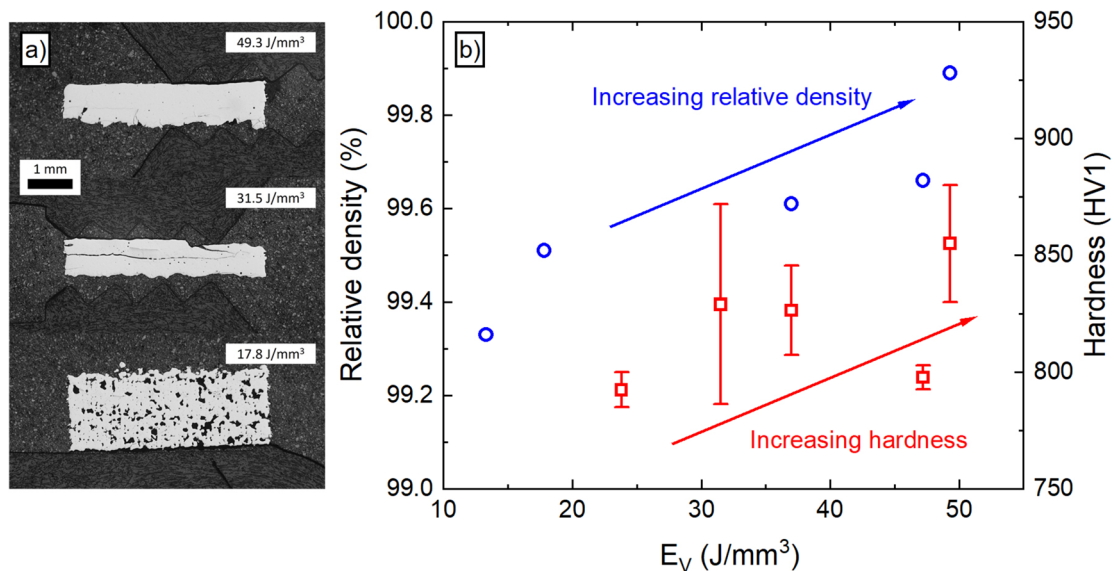 a)
49.3 J/mm³
1 mm
31.5 J/mm³
17.8 J/mm³
b)
Relative density (%)
100.0
99.8
99.6
99.4
99.2
99.0
Increasing relative density
Increasing hardness
950
900
850
800
750
Hardness (HV1)
10
20
30
40
50
E_V (J/mm³)